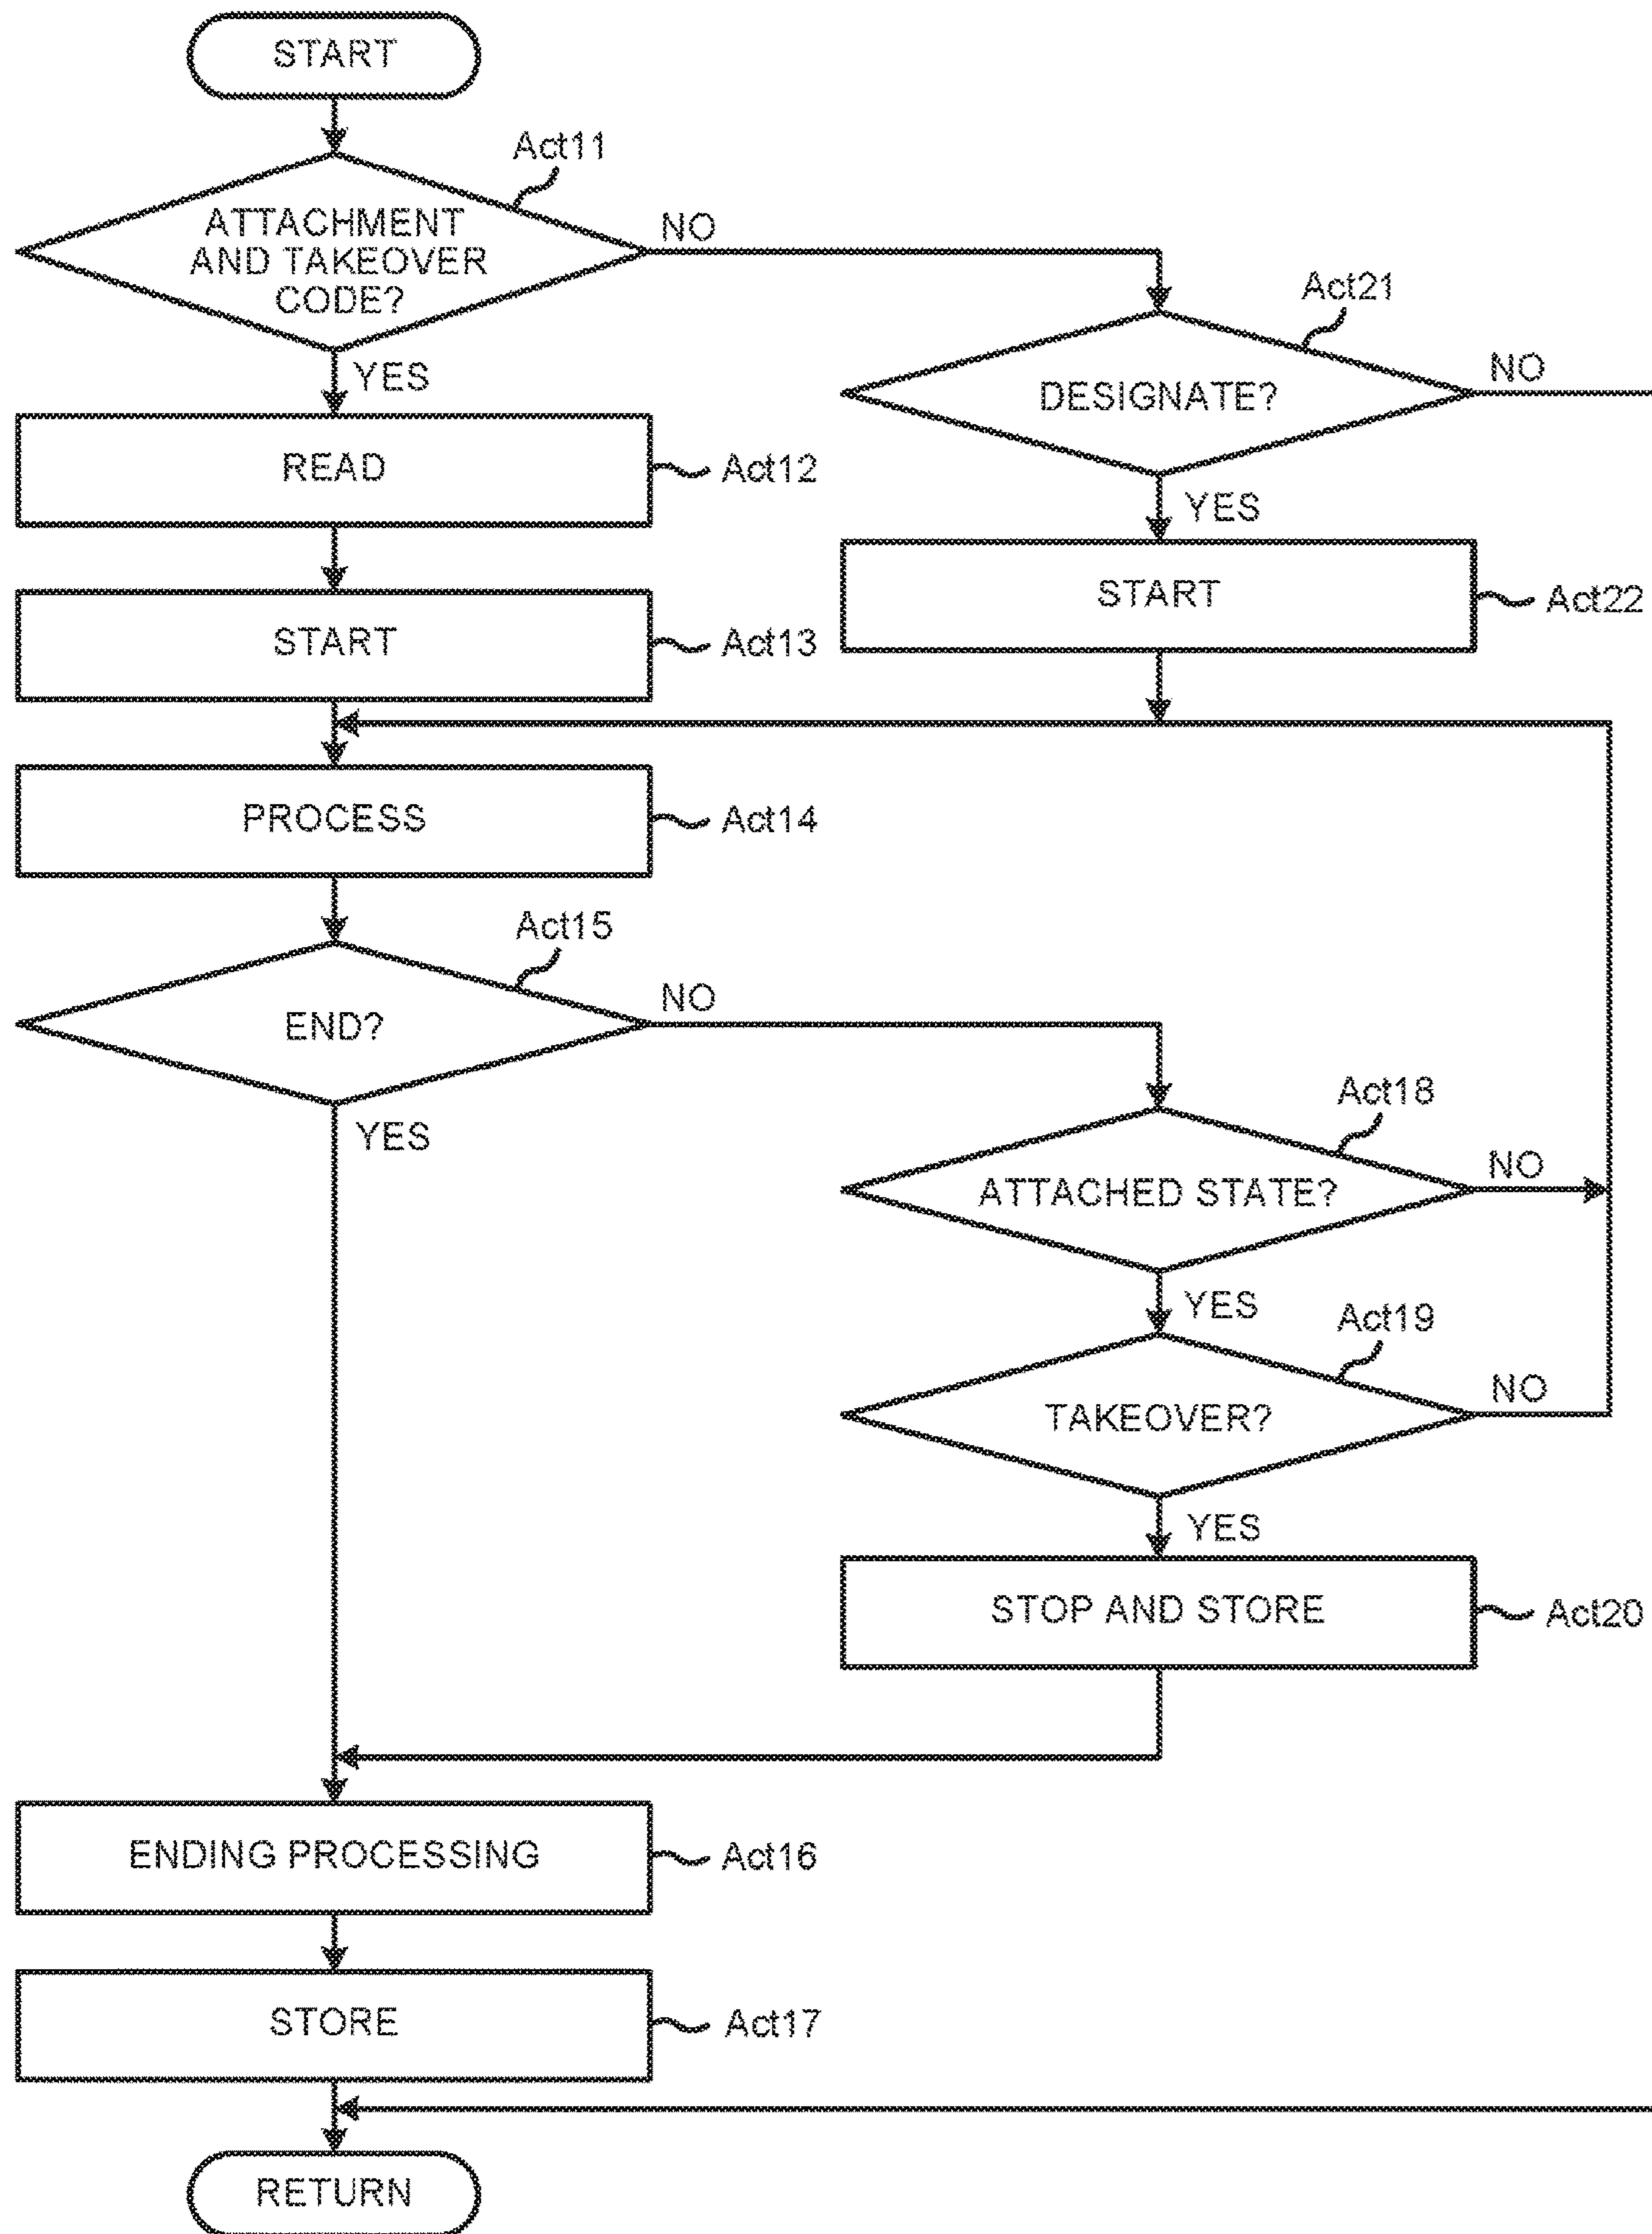 START
Act11
ATTACHMENT
AND TAKEOVER
CODE?
NO
YES
Act21
DESIGNATE?
NO
YES
READ
Act12
START
Act22
START
Act13
PROCESS
Act14
Act15
END?
NO
YES
Act18
ATTACHED STATE?
NO
YES
Act19
TAKEOVER?
NO
YES
STOP AND STORE
Act20
ENDING PROCESSING
Act16
STORE
Act17
RETURN